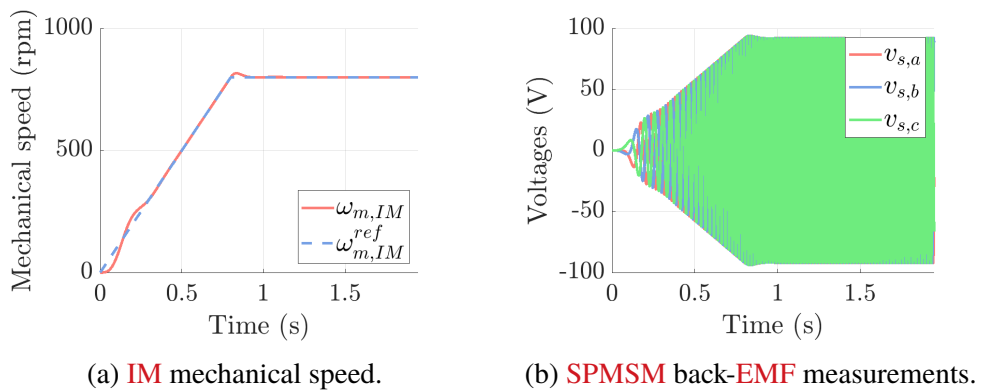 1000
500
0
0
0.5
1
1.5
Mechanical speed (rpm)
Time (s)
ω_{m,IM}
ω^{ref}_{m,IM}
(a) IM mechanical speed.
100
50
0
-50
-100
0
0.5
1
1.5
Voltages (V)
Time (s)
v_{s,a}
v_{s,b}
v_{s,c}
(b) SPMSM back-EMF measurements.